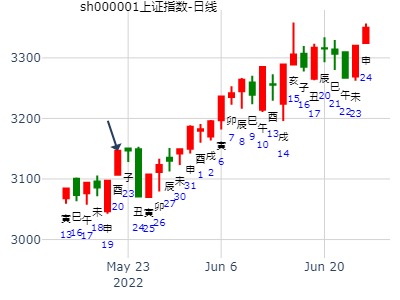 sh000001上证指数-日线
3300
3200
3100
3000
寅
13
巳
16
午
17
未
18
申
19
酉
20
子
23
丑
24
寅
25
卯
26
辰
27
未
30
申
31
酉
1
戌
2
寅
6
卯
7
辰
8
巳
9
午
10
酉
13
戌
14
亥
15
子
16
丑
17
辰
20
巳
21
午
22
未
23
申
24
May 23
2022
Jun 6
Jun 20